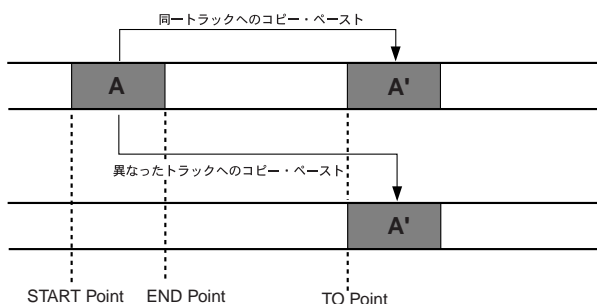 同一トラックへのコピー・ペースト
A
A'
異なったトラックへのコピー・ペースト
A'
START Point
END Point
TO Point